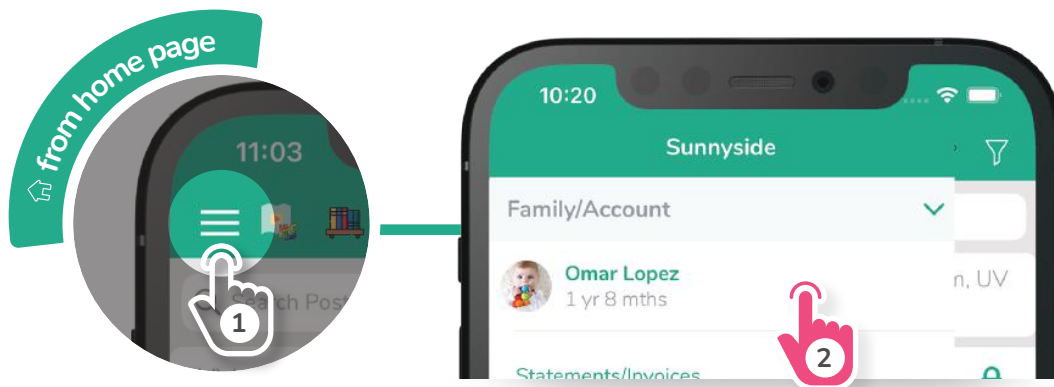 from home page
11:03
Search Post
1
10:20
Sunnyside
Family/Account
Omar Lopez
1 yr 8 mths
n, UV
2
Statements/Invoices